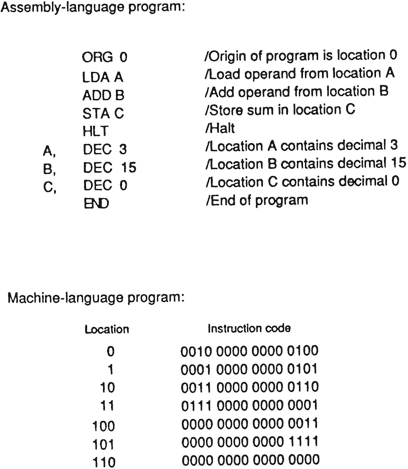 Assembly-language program:
ORG 0 /Origin of program is location 0
LDA A /Load operand from location A
ADD B /Add operand from location B
STA C /Store sum in location C
HLT /Halt
A, DEC 3 /Location A contains decimal 3
B, DEC 15 /Location B contains decimal 15
C, DEC 0 /Location C contains decimal 0
END /End of program
Machine-language program:
Location Instruction code
0 0010 0000 0000 0100
1 0001 0000 0000 0101
10 0011 0000 0000 0110
11 0111 0000 0000 0001
100 0000 0000 0000 0011
101 0000 0000 0000 1111
110 0000 0000 0000 0000